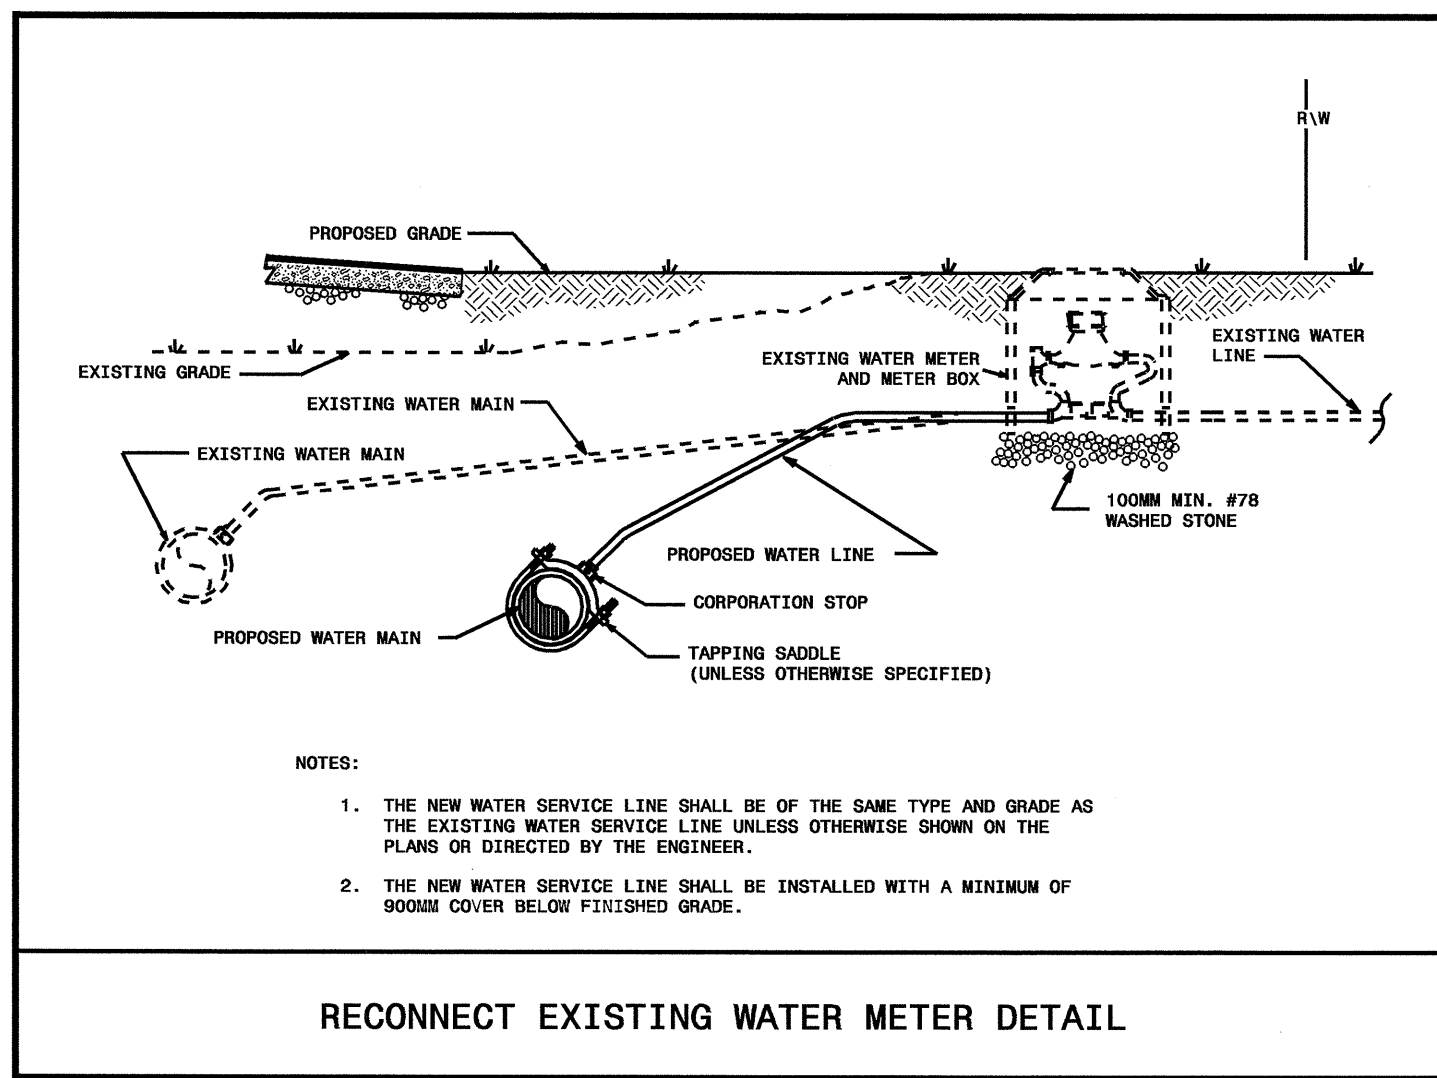 R\W
PROPOSED GRADE
EXISTING WATER
LINE
EXISTING WATER METER
AND METER BOX
EXISTING GRADE
EXISTING WATER MAIN
EXISTING WATER MAIN
100MM MIN. #78
WASHED STONE
PROPOSED WATER LINE
CORPORATION STOP
PROPOSED WATER MAIN
TAPPING SADDLE
(UNLESS OTHERWISE SPECIFIED)
NOTES:
1. THE NEW WATER SERVICE LINE SHALL BE OF THE SAME TYPE AND GRADE AS
THE EXISTING WATER SERVICE LINE UNLESS OTHERWISE SHOWN ON THE
PLANS OR DIRECTED BY THE ENGINEER.
2. THE NEW WATER SERVICE LINE SHALL BE INSTALLED WITH A MINIMUM OF
900MM COVER BELOW FINISHED GRADE.
RECONNECT EXISTING WATER METER DETAIL